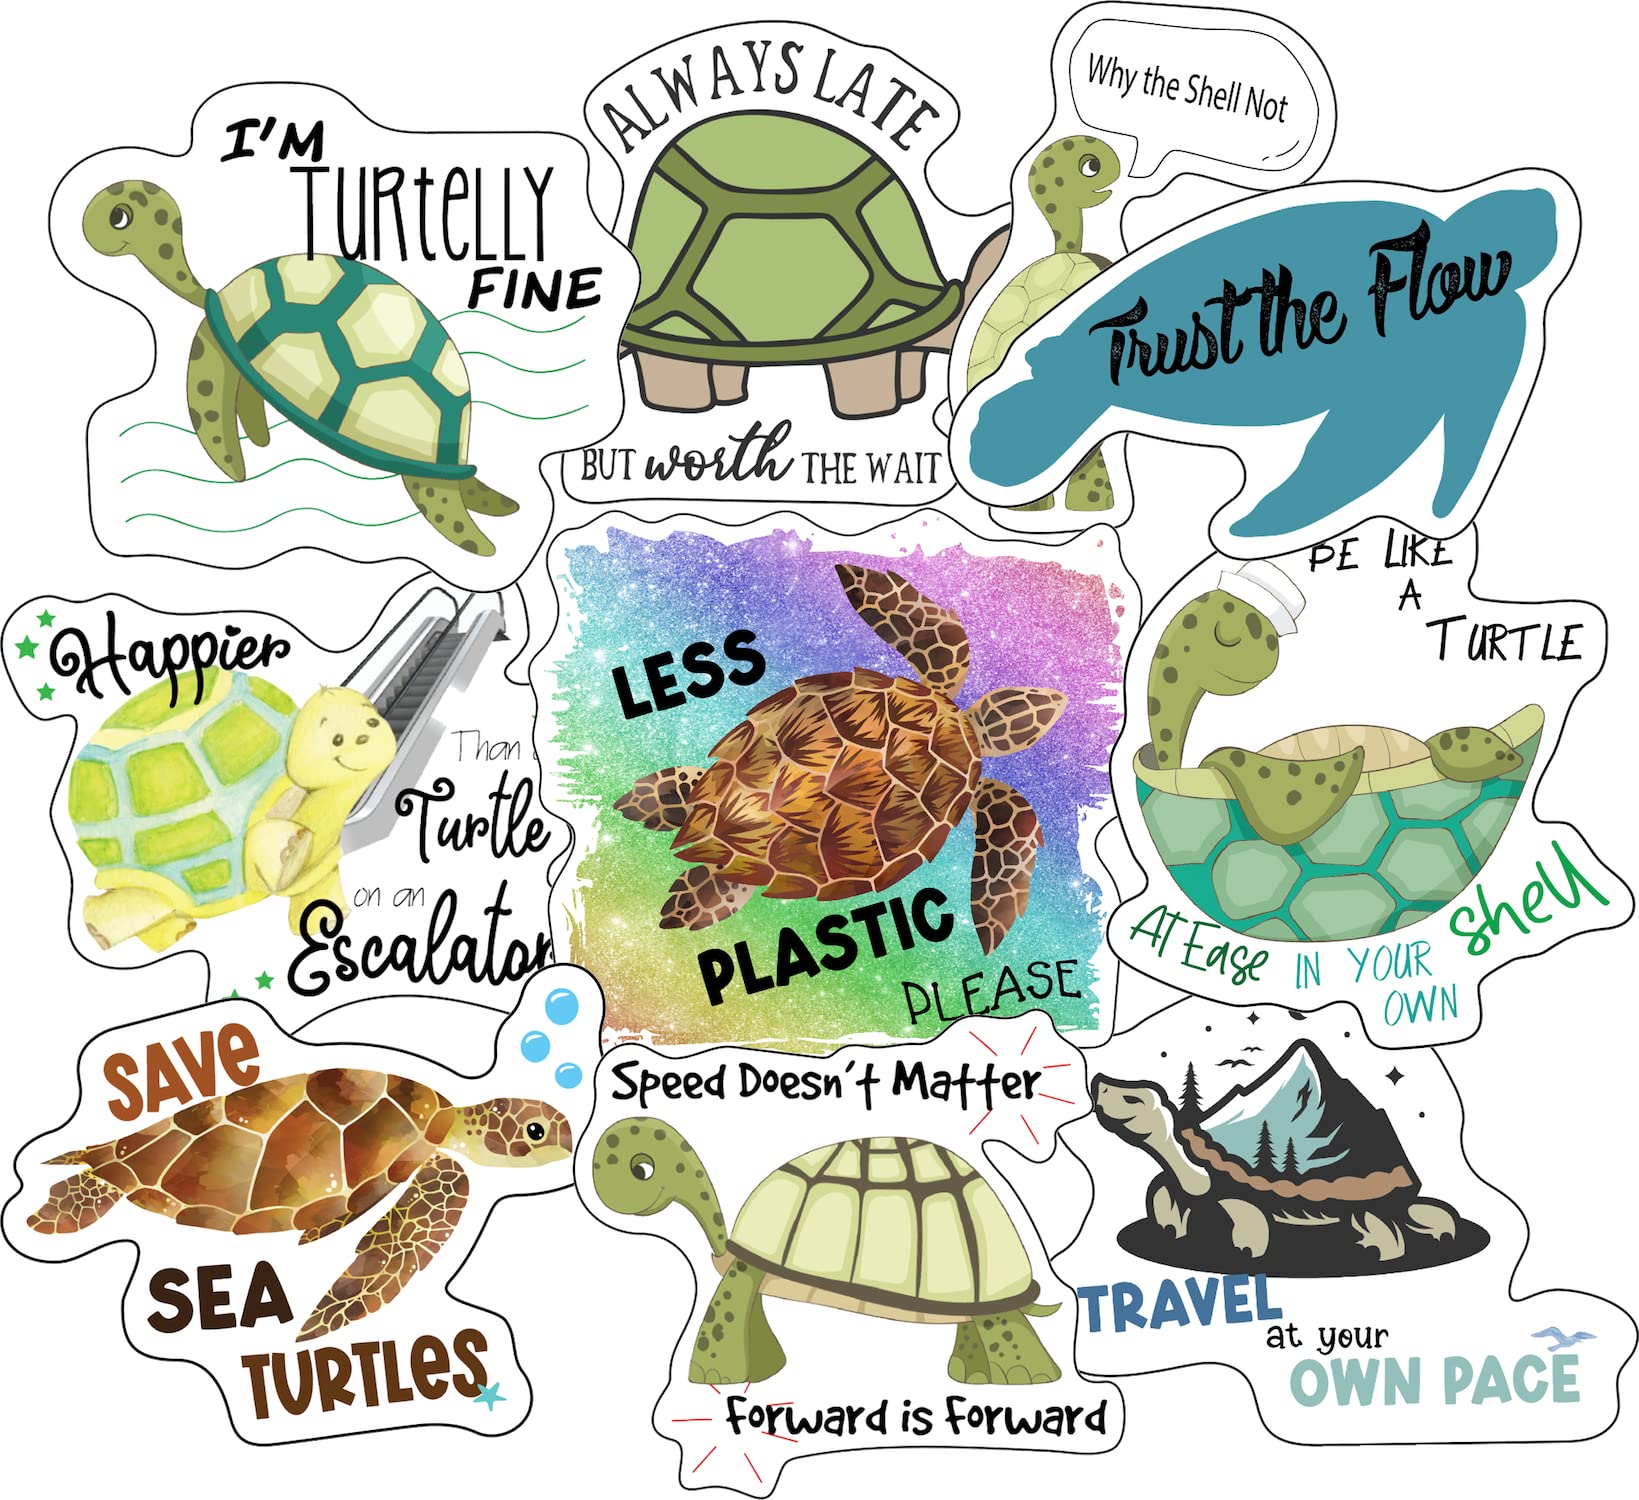 I'M
TURtELLY
FINE
ALWAYS LATE
BUT worth THE WAIT
Why the Shell Not
Trust the Flow
Happier
Than
Turtle
on an
Escalator
LESS
PLASTIC
PLEASE
BE LIKE
A
TURTLE
At Ease IN YOUR shell
OWN
SAVe
SEA
TURTLeS
Speed Doesn't Matter
Forward is Forward
TRAVEL
at your
OWN PACE